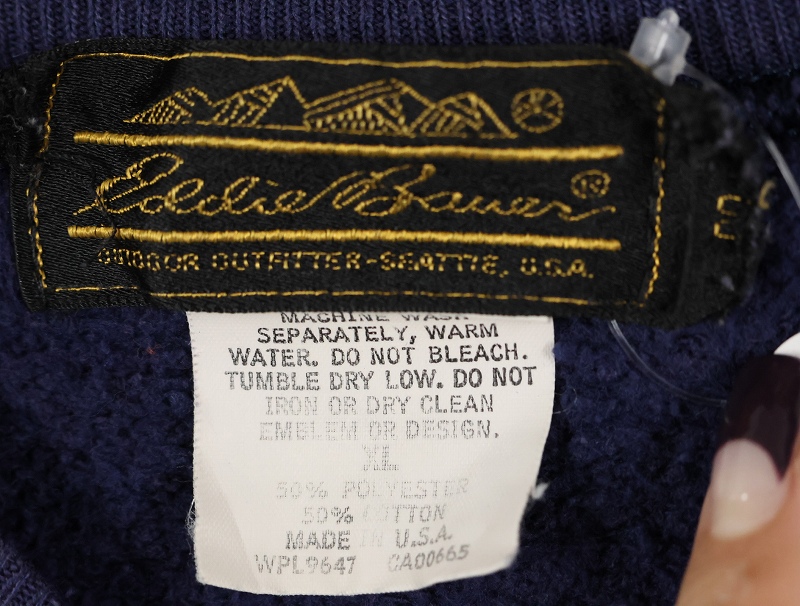 Eddie Bauer ®
OUTDOOR OUTFITTER-SEATTLE, U.S.A.
MACHINE WASH
SEPARATELY, WARM
WATER. DO NOT BLEACH.
TUMBLE DRY LOW. DO NOT
IRON OR DRY CLEAN
EMBLEM OR DESIGN.
XL
50% POLYESTER
50% COTTON
MADE IN U.S.A.
WPL9647 CA00665